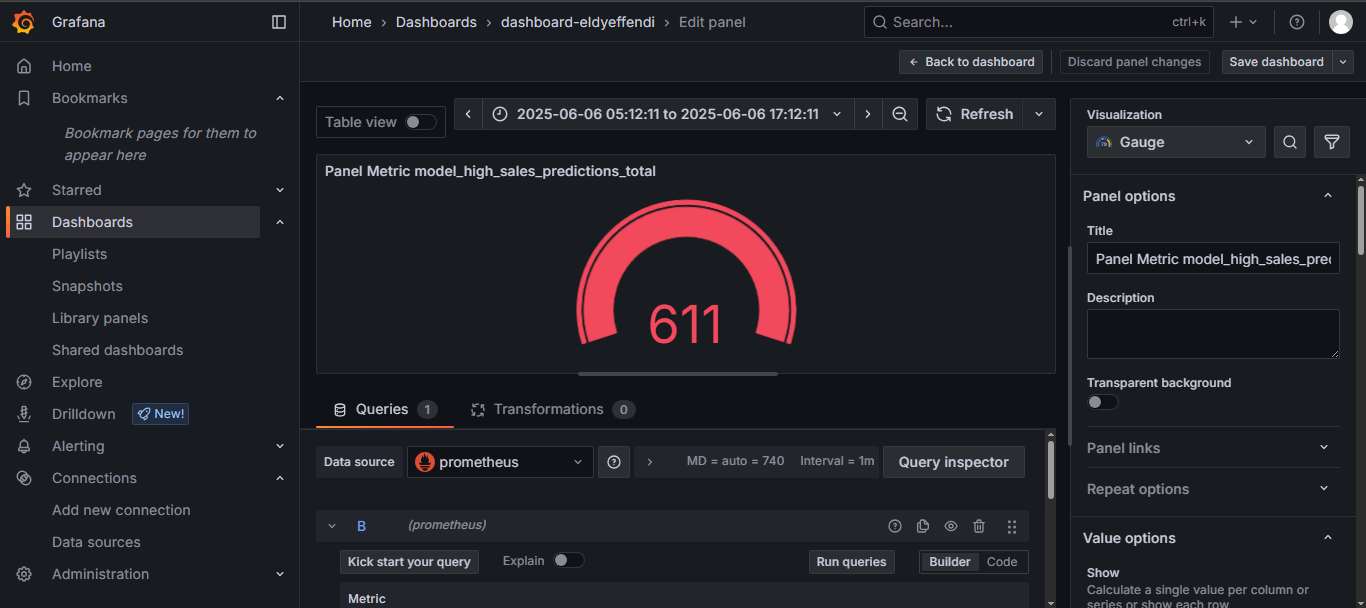 Grafana
Home
Bookmarks
Bookmark pages for them to
appear here
Starred
Dashboards
Playlists
Snapshots
Library panels
Shared dashboards
Explore
Drilldown New!
Alerting
Connections
Add new connection
Data sources
Administration
Home › Dashboards › dashboard-eldyeffendi › Edit panel
Search... ctrl+k
Back to dashboard
Discard panel changes
Save dashboard
Table view
2025-06-06 05:12:11 to 2025-06-06 17:12:11
Refresh
Panel Metric model_high_sales_predictions_total
611
Queries 1
Transformations 0
Data source
prometheus
MD = auto = 740 Interval = 1m
Query inspector
B (prometheus)
Kick start your query
Explain
Run queries
Builder
Code
Metric
Visualization
Gauge
Panel options
Title
Panel Metric model_high_sales_pred
Description
Transparent background
Panel links
Repeat options
Value options
Show
Calculate a single value per column or
series or show each row